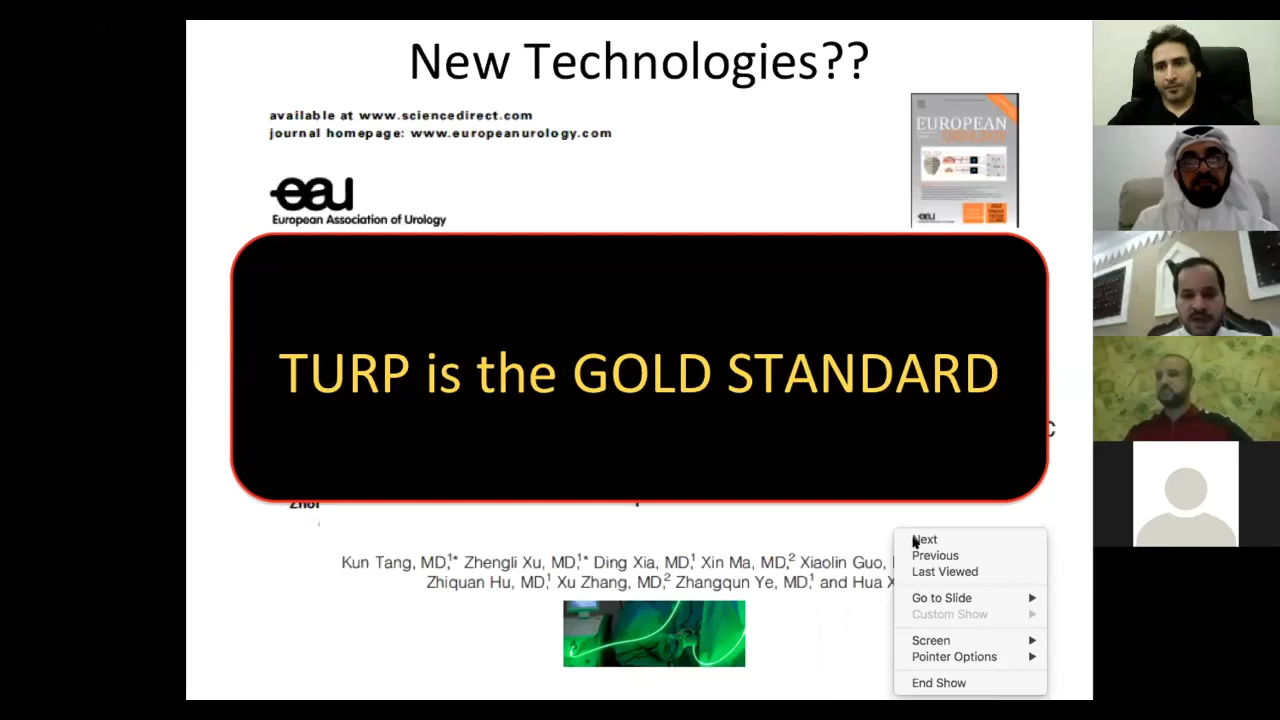 New Technologies??
available at www.sciencedirect.com
journal homepage: www.europeanurology.com
EUROPEAN
UROLOGY
eau
eau
European Association of Urology
TURP is the GOLD STANDARD
Kun Tang, MD,1* Zhengli Xu, MD,1* Ding Xia, MD,1 Xin Ma, MD,2 Xiaolin Guo,
Zhiquan Hu, MD,1 Xu Zhang, MD,2 Zhangqun Ye, MD,1 and Hua X
Next
Previous
Last Viewed
Go to Slide
Custom Show
Screen
Pointer Options
End Show